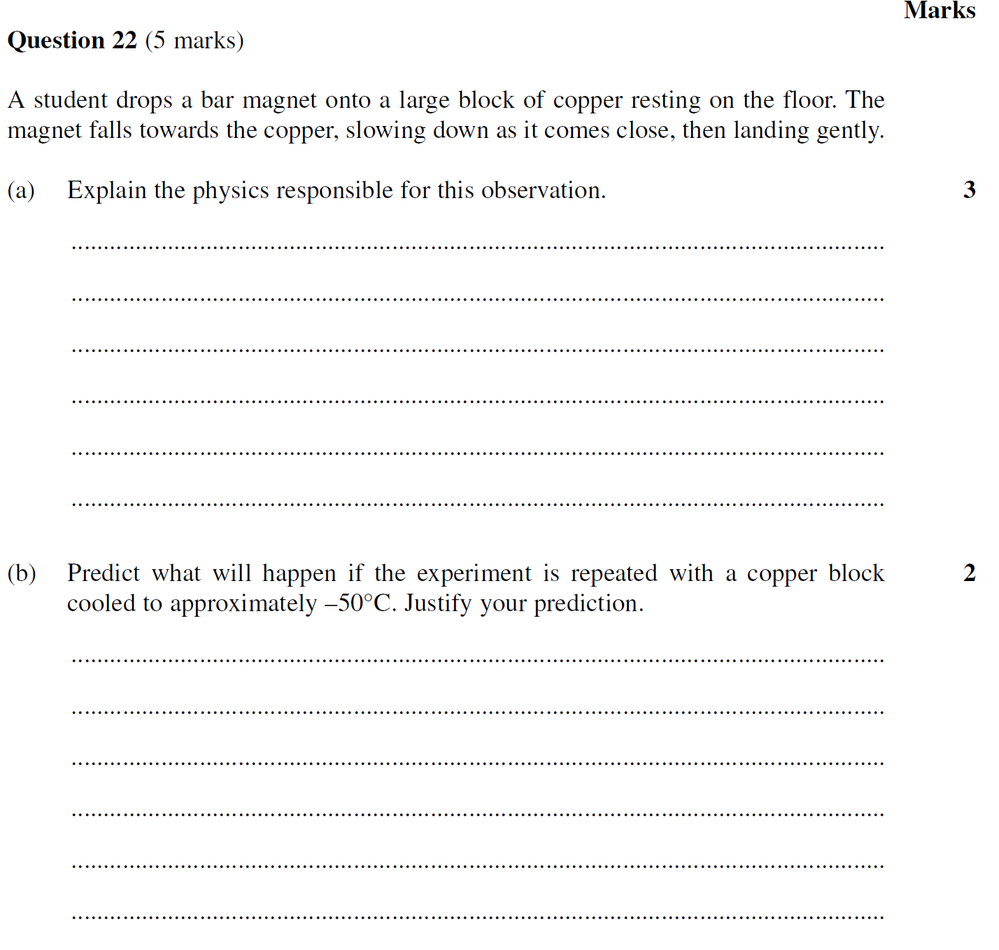 Marks
Question 22 (5 marks)
A student drops a bar magnet onto a large block of copper resting on the floor. The
magnet falls towards the copper, slowing down as it comes close, then landing gently.
(a) Explain the physics responsible for this observation. 3
(b) Predict what will happen if the experiment is repeated with a copper block 2
cooled to approximately –50°C. Justify your prediction.